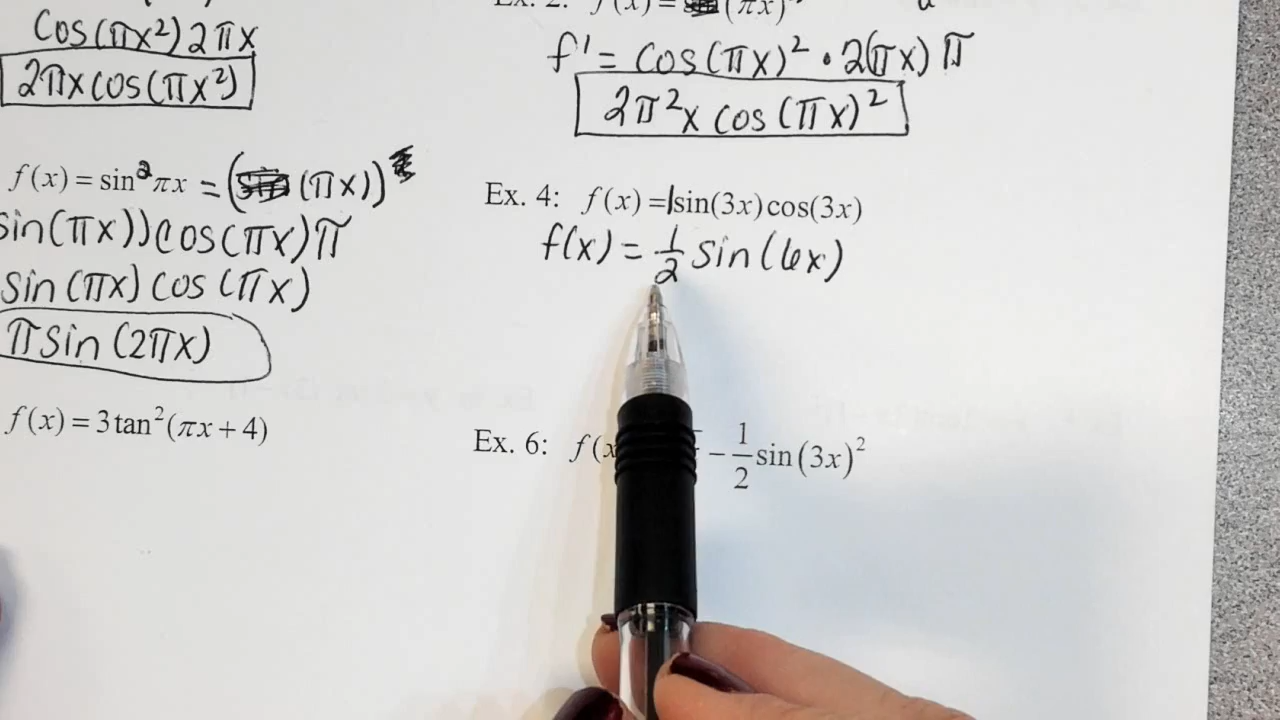 cos(πx²)2πx
2πx cos(πx²)
f(x) = sin²πx = ( (πx))
sin(πx))cos(πx)π
sin(πx) cos(πx)
π sin(2πx)
f(x) = 3tan²(πx+4)
Ex. 2: f(x) = (πx)
f' = cos(πx)² • 2(πx) π
2π²x cos(πx)²
Ex. 4: f(x) = sin(3x)cos(3x)
f(x) = 1/2 sin(6x)
Ex. 6: f(x − 1/2 sin(3x)²